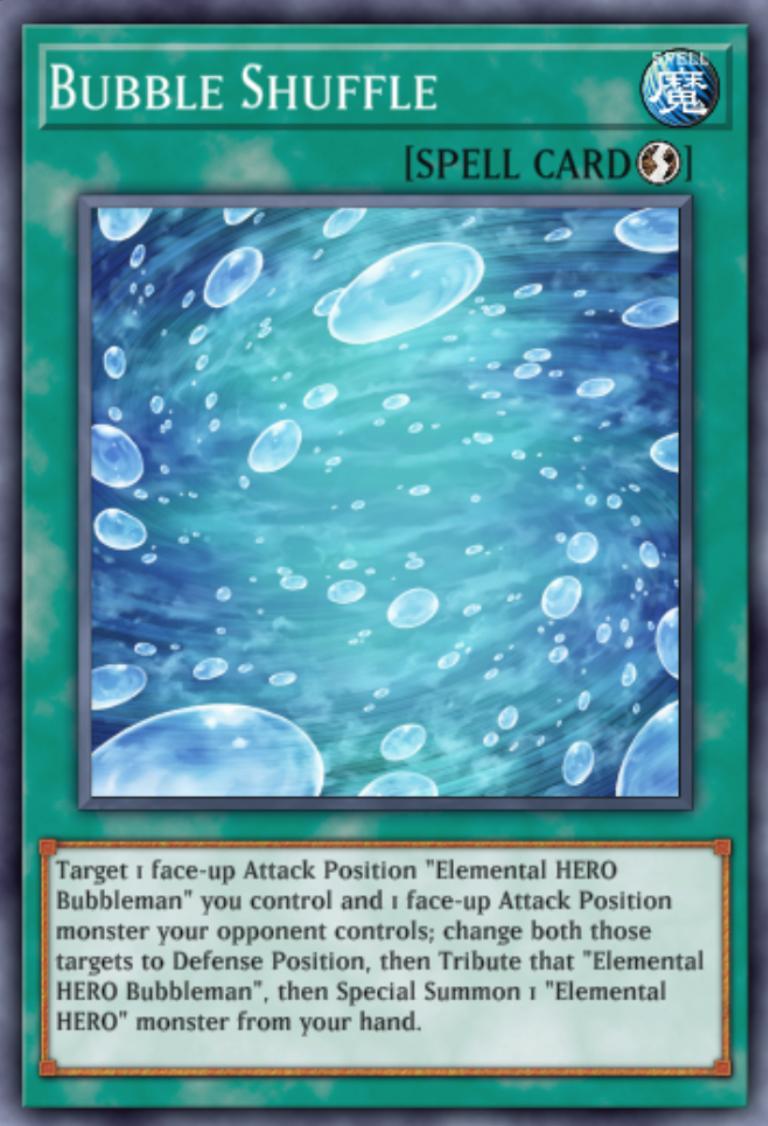 Bubble Shuffle
SPELL
魔
[SPELL CARD]
Target 1 face-up Attack Position "Elemental HERO
Bubbleman" you control and 1 face-up Attack Position
monster your opponent controls; change both those
targets to Defense Position, then Tribute that "Elemental
HERO Bubbleman", then Special Summon 1 "Elemental
HERO" monster from your hand.